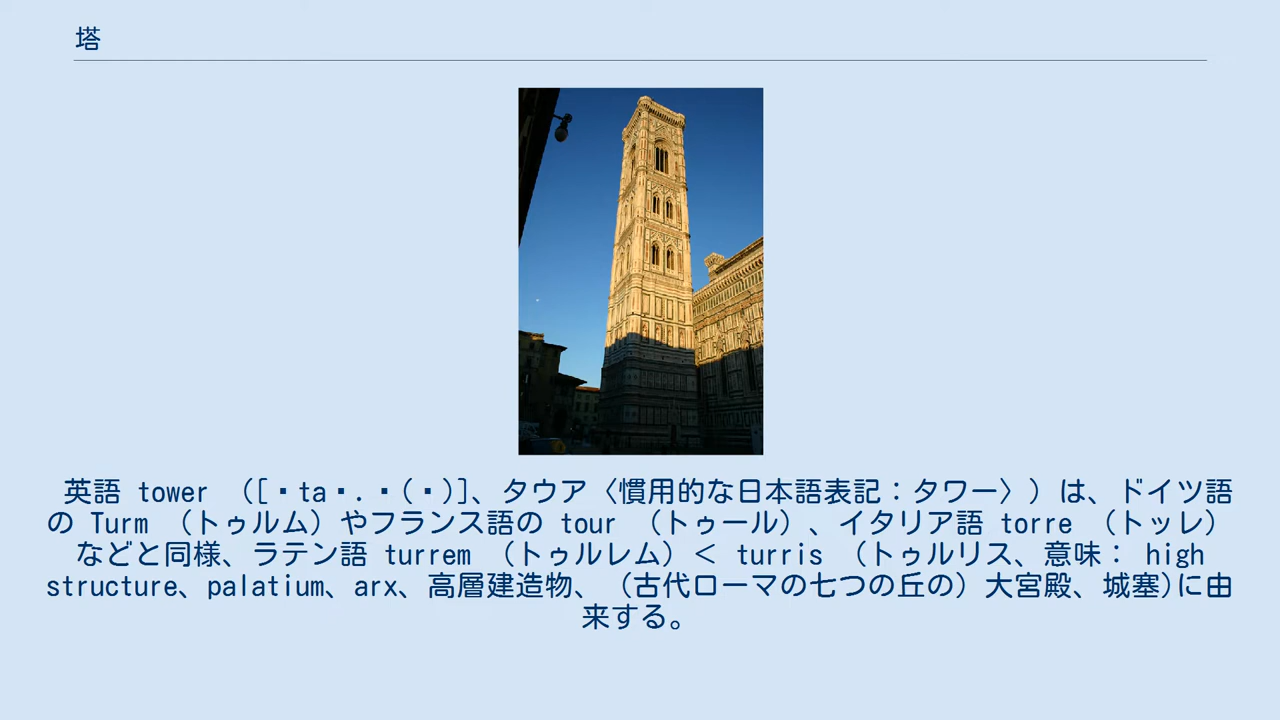 塔
英語 tower （[･ta･.･(･)]、タウア〈慣用的な日本語表記：タワー〉）は、ドイツ語
の Turm （トゥルム）やフランス語の tour （トゥール）、イタリア語 torre （トッレ）
などと同様、ラテン語 turrem （トゥルレム）＜ turris （トゥルリス、意味： high
structure、palatium、arx、高層建造物、（古代ローマの七つの丘の）大宮殿、城塞)に由
来する。